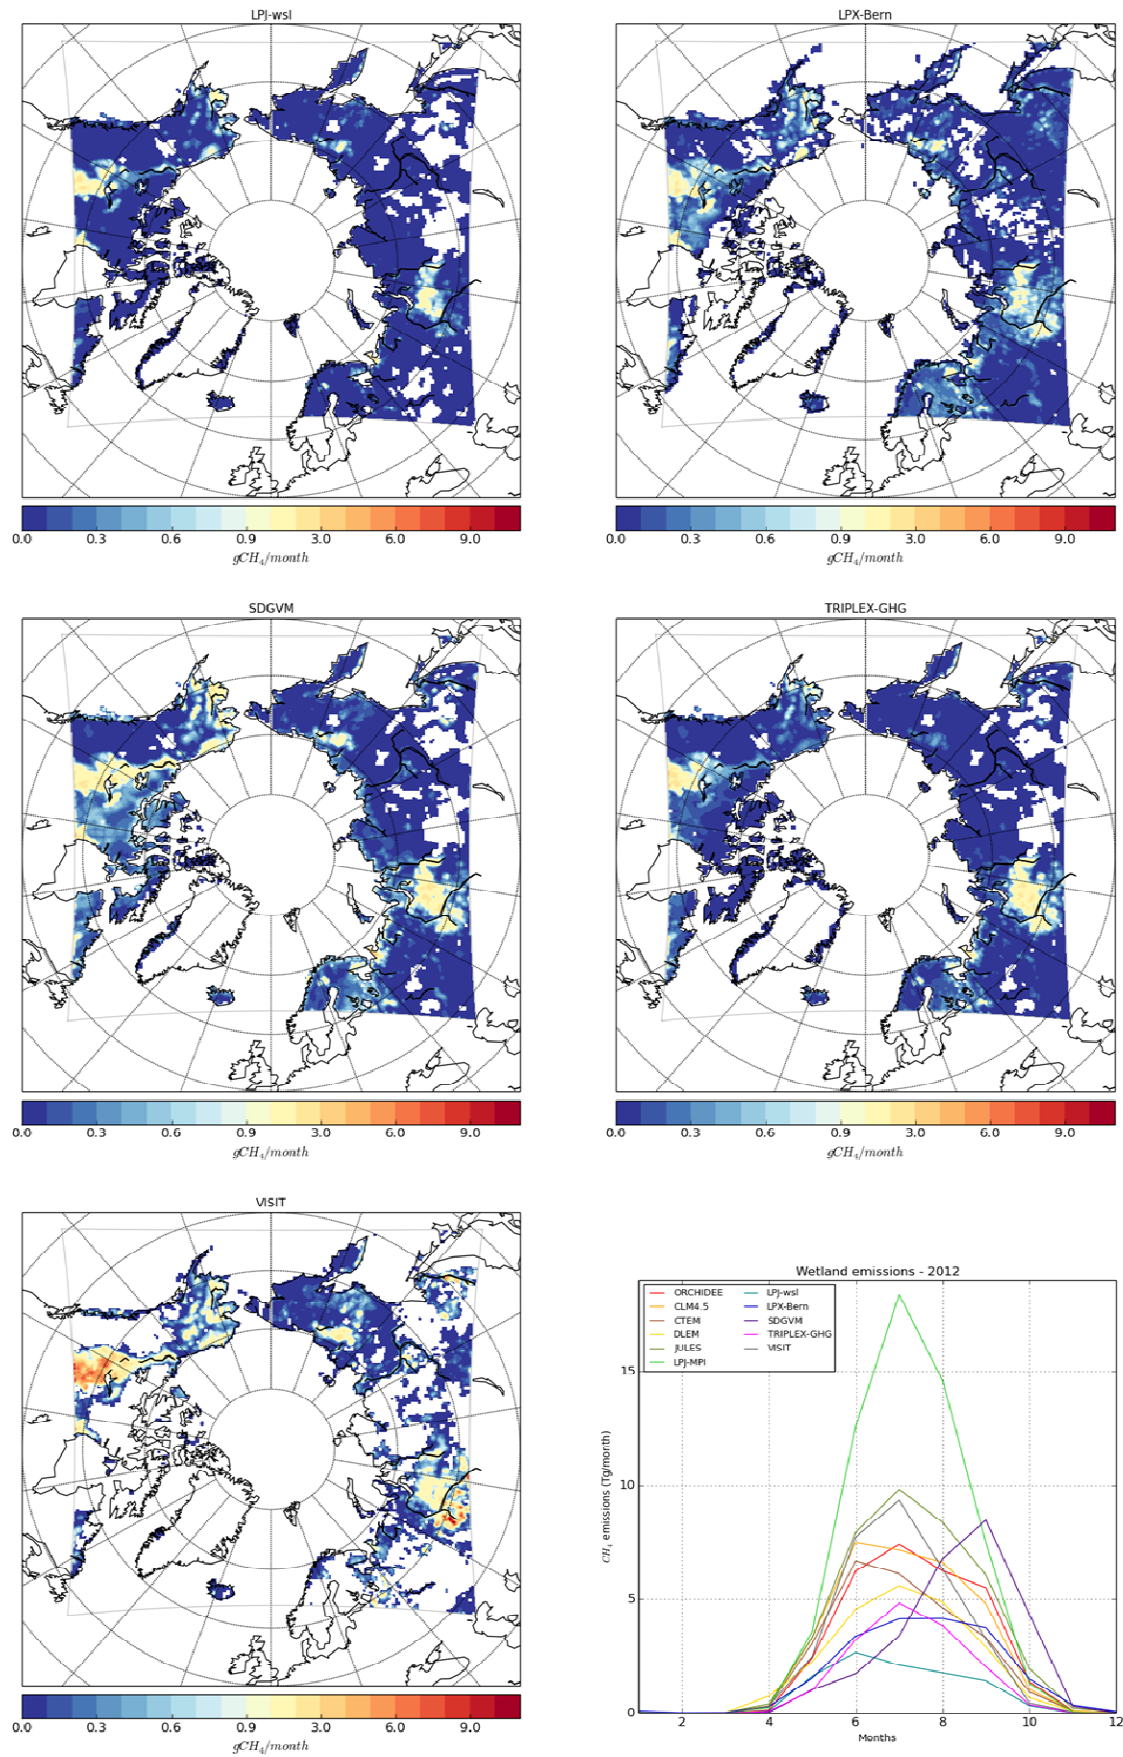 LPJ-wsl
LPX-Bern
0.0 0.3 0.6 0.9 3.0 6.0 9.0
gCH₄/month
0.0 0.3 0.6 0.9 3.0 6.0 9.0
gCH₄/month
SDGVM
TRIPLEX-GHG
0.0 0.3 0.6 0.9 3.0 6.0 9.0
gCH₄/month
0.0 0.3 0.6 0.9 3.0 6.0 9.0
gCH₄/month
VISIT
0.0 0.3 0.6 0.9 3.0 6.0 9.0
gCH₄/month
Wetland emissions - 2012
ORCHIDEE
CLM4.5
CTEM
DLEM
JULES
LPJ-MPI
LPJ-wsl
LPX-Bern
SDGVM
TRIPLEX-GHG
VISIT
15
10
5
0
CH₄ emissions (Tg/month)
2 4 6 8 10 12
Months